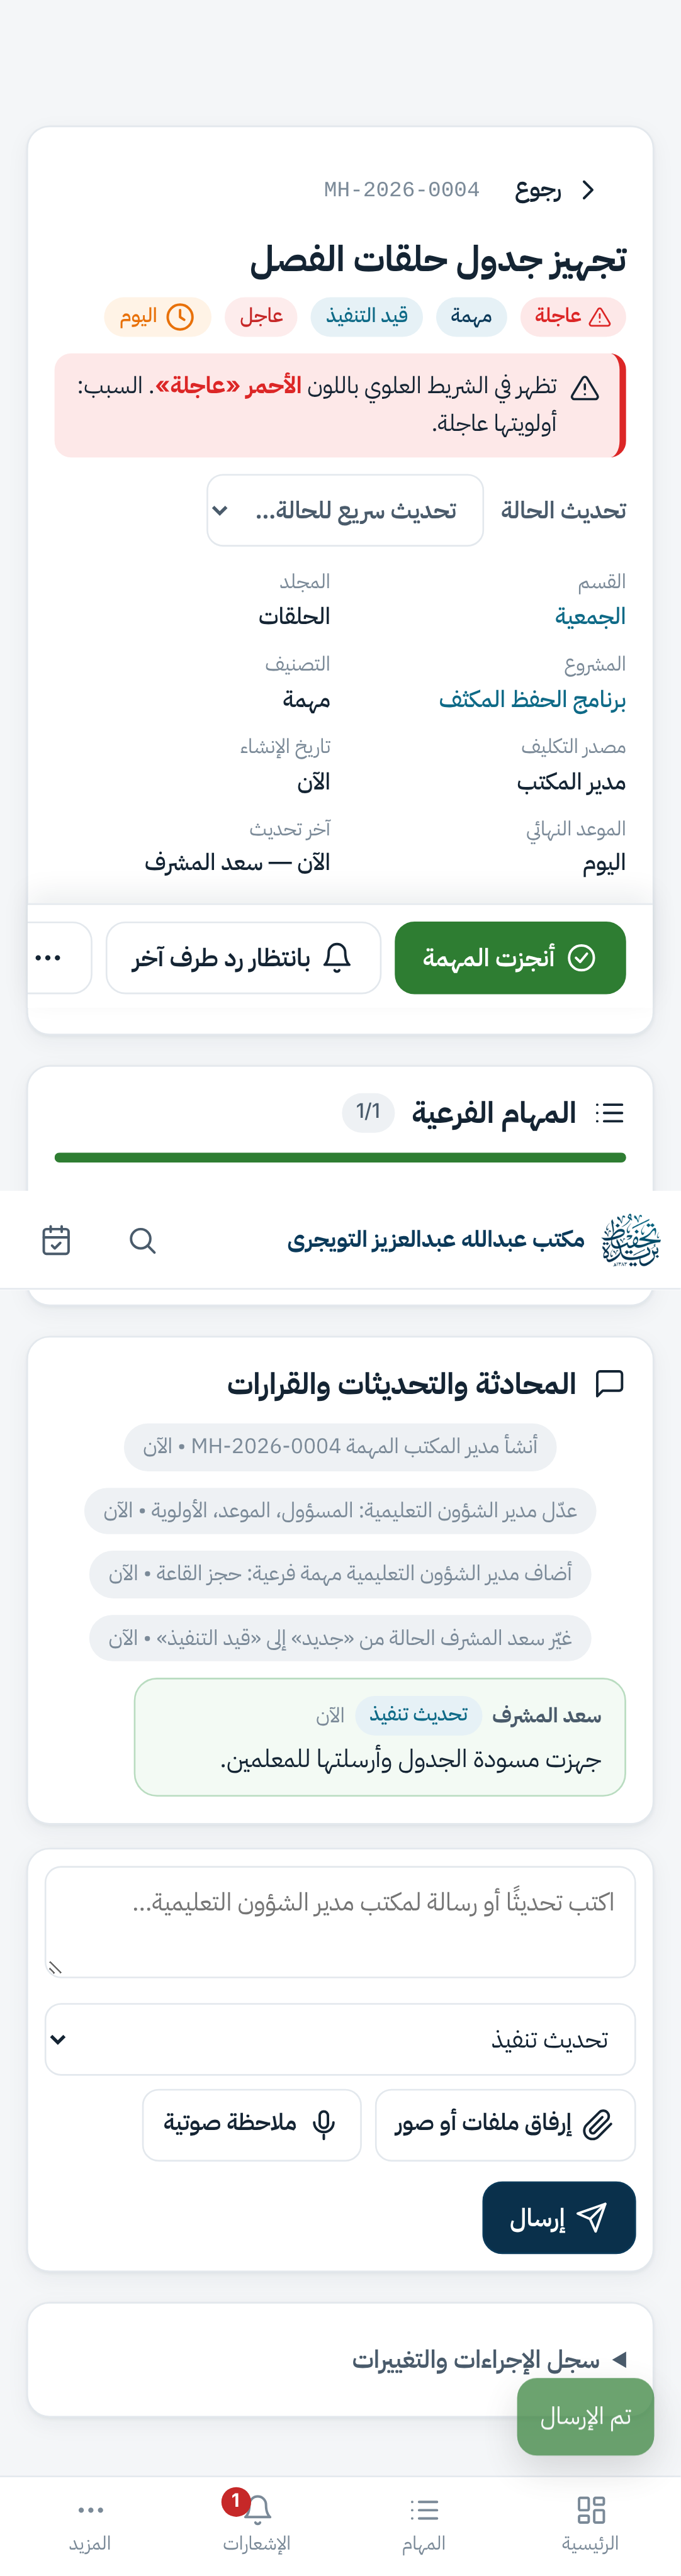 رجوع MH-2026-0004
تجهيز جدول حلقات الفصل
عاجلة مهمة قيد التنفيذ عاجل اليوم
تظهر في الشريط العلوي باللون الأحمر «عاجلة». السبب:
أولويتها عاجلة.
تحديث الحالة تحديث سريع للحالة...
القسم المجلد
الجمعية الحلقات
المشروع التصنيف
برنامج الحفظ المكثف مهمة
مصدر التكليف تاريخ الإنشاء
مدير المكتب الآن
الموعد النهائي آخر تحديث
اليوم الآن — سعد المشرف
أنجزت المهمة بانتظار رد طرف آخر
المهام الفرعية 1/1
تحفيظ بريدة مكتب عبدالله عبدالعزيز التويجري
المحادثة والتحديثات والقرارات
أنشأ مدير المكتب المهمة MH-2026-0004 • الآن
عدّل مدير الشؤون التعليمية: المسؤول، الموعد، الأولوية • الآن
أضاف مدير الشؤون التعليمية مهمة فرعية: حجز القاعة • الآن
غيّر سعد المشرف الحالة من «جديد» إلى «قيد التنفيذ» • الآن
سعد المشرف تحديث تنفيذ الآن
جهزت مسودة الجدول وأرسلتها للمعلمين.
اكتب تحديثًا أو رسالة لمكتب مدير الشؤون التعليمية...
تحديث تنفيذ
إرفاق ملفات أو صور ملاحظة صوتية
إرسال
سجل الإجراءات والتغييرات
تم الإرسال
1
الرئيسية المهام الإشعارات المزيد